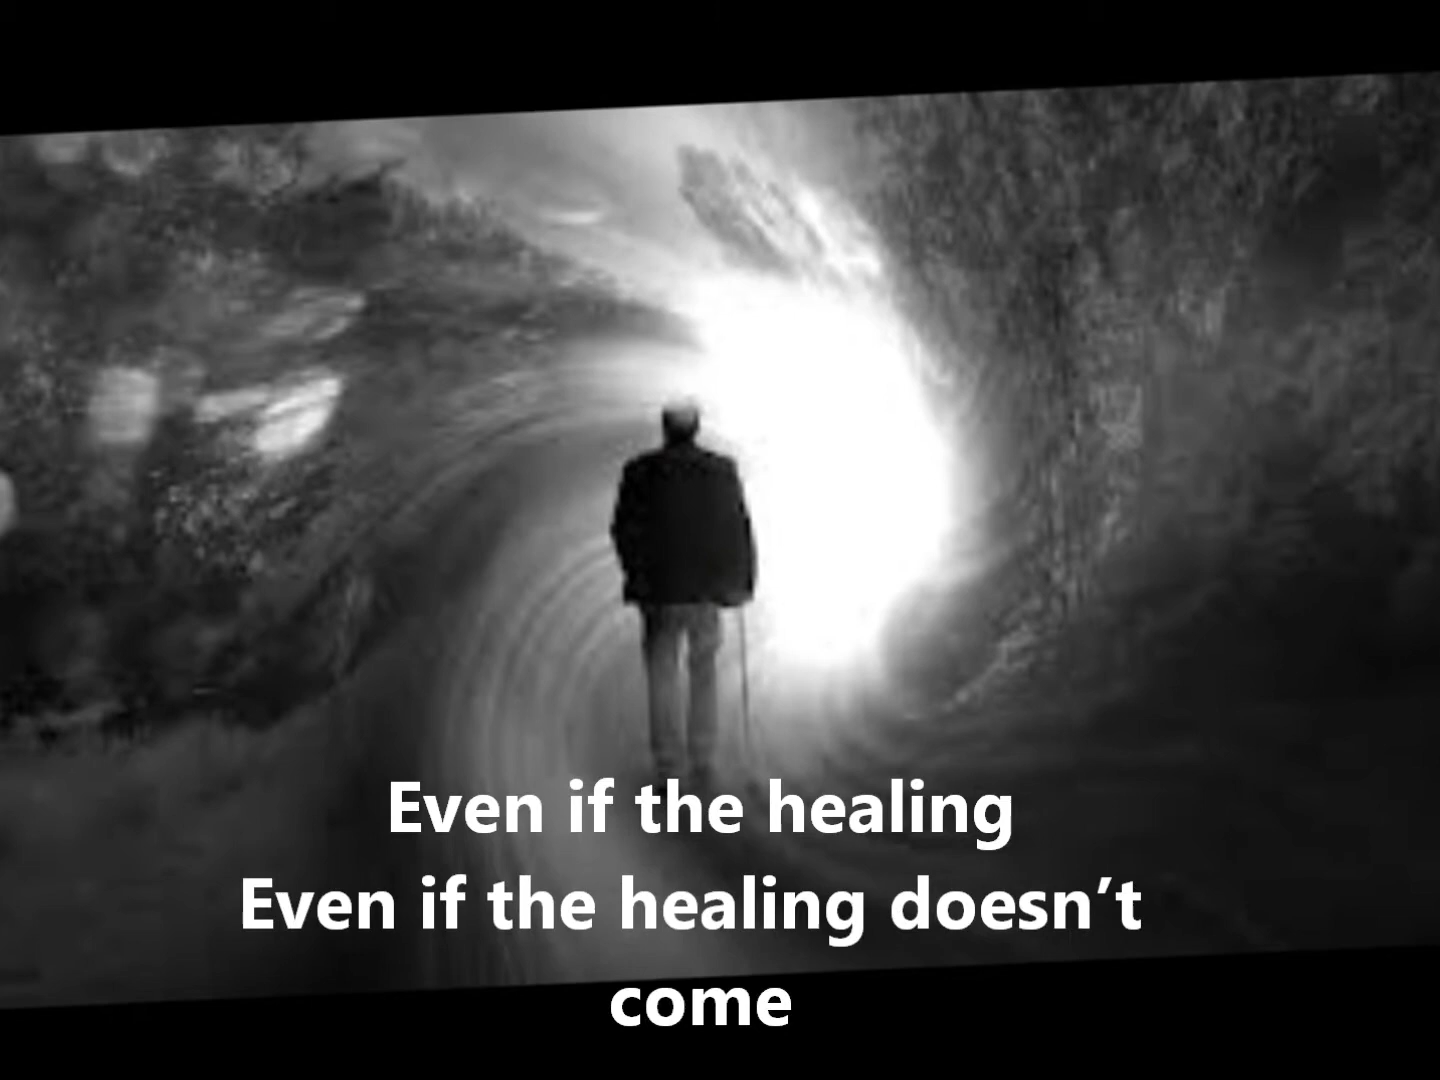 Even if the healing
Even if the healing doesn’t
come